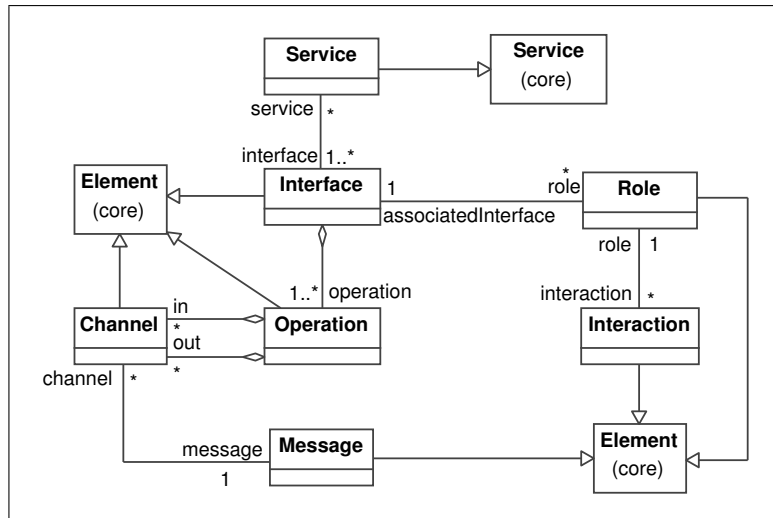 Service
Service
(core)
service
*
interface
1..*
Element
(core)
Interface
1
*
role
associatedInterface
Role
role
1
1..*
operation
interaction
*
in
*
Channel
out
*
Operation
Interaction
channel
*
message
1
Message
Element
(core)